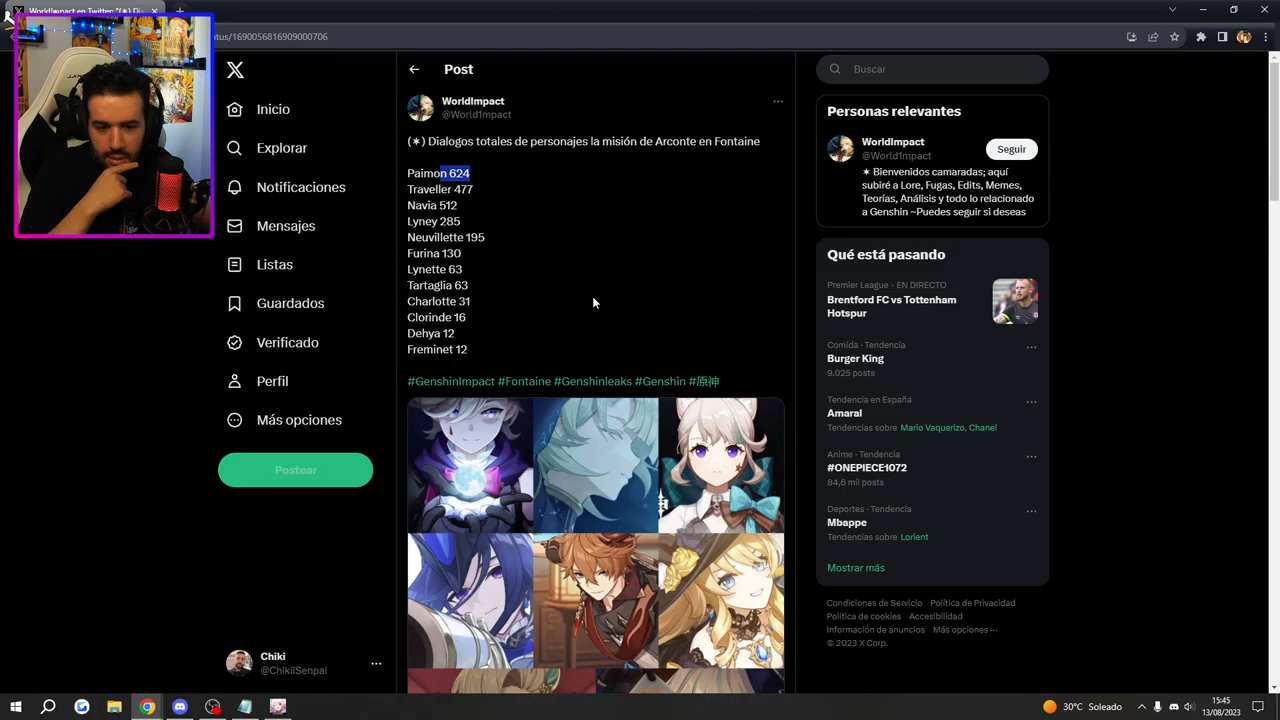 WorldImpact en Twitter: "(✶) Di
tus/1690056816909000706
Inicio
Explorar
Notificaciones
Mensajes
Listas
Guardados
Verificado
Perfil
Más opciones
Postear
Chiki
@ChikiiSenpai
Post
WorldImpact
@World1mpact
(✶) Dialogos totales de personajes la misión de Arconte en Fontaine
Paimon 624
Traveller 477
Navia 512
Lyney 285
Neuvillette 195
Furina 130
Lynette 63
Tartaglia 63
Charlotte 31
Clorinde 16
Dehya 12
Freminet 12
#GenshinImpact #Fontaine #Genshinleaks #Genshin #原神
Buscar
Personas relevantes
WorldImpact
@World1mpact
Seguir
✶ Bienvenidos camaradas; aquí
subiré a Lore, Fugas, Edits, Memes,
Teorías, Análisis y todo lo relacionado
a Genshin ~Puedes seguir si deseas
Qué está pasando
Premier League · EN DIRECTO
Brentford FC vs Tottenham
Hotspur
Comida · Tendencia
Burger King
9.025 posts
Tendencia en España
Amaral
Tendencias sobre Mario Vaquerizo, Chanel
Anime · Tendencia
#ONEPIECE1072
84,6 mil posts
Deportes · Tendencia
Mbappe
Tendencias sobre Lorient
Mostrar más
Condiciones de Servicio Política de Privacidad
Política de cookies Accesibilidad
Información de anuncios Más opciones ···
© 2023 X Corp.
30°C Soleado
15:45
13/08/2023